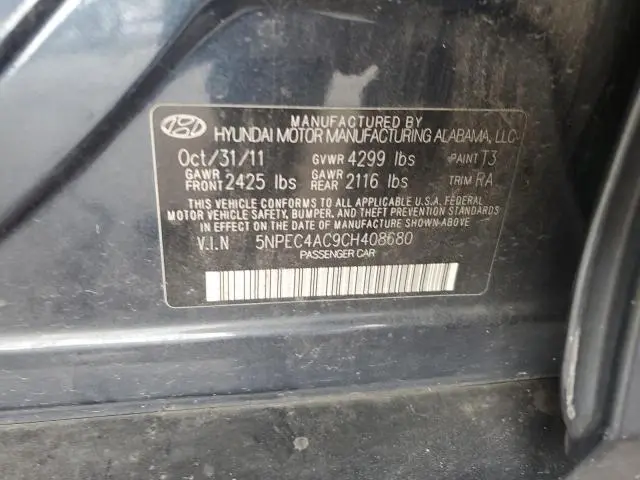 MANUFACTURED BY
HYUNDAI MOTOR MANUFACTURING ALABAMA, LLC
Oct/31/11 GVWR 4299 lbs PAINT T3
GAWR FRONT 2425 lbs GAWR REAR 2116 lbs TRIM RA
THIS VEHICLE CONFORMS TO ALL APPLICABLE U.S.A. FEDERAL
MOTOR VEHICLE SAFETY, BUMPER, AND THEFT PREVENTION STANDARDS
IN EFFECT ON THE DATE OF MANUFACTURE SHOWN ABOVE.
V.I.N 5NPEC4AC9CH408680
PASSENGER CAR